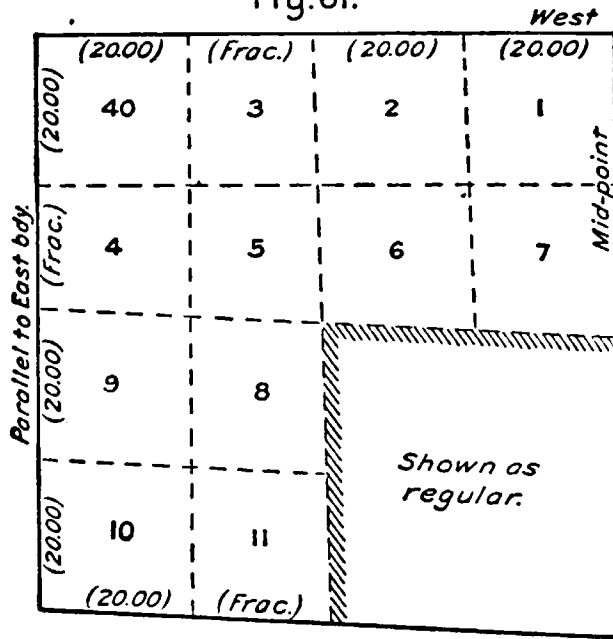 Fig. 61.
West
(20.00) (Frac.) (20.00) (20.00)
(20.00) 40 3 2 1
Mid-point
(Frac.) 4 5 6 7
Parallel to East bdy.
(20.00) 9 8
Shown as
regular.
(20.00) 10 11
(20.00) (Frac.)